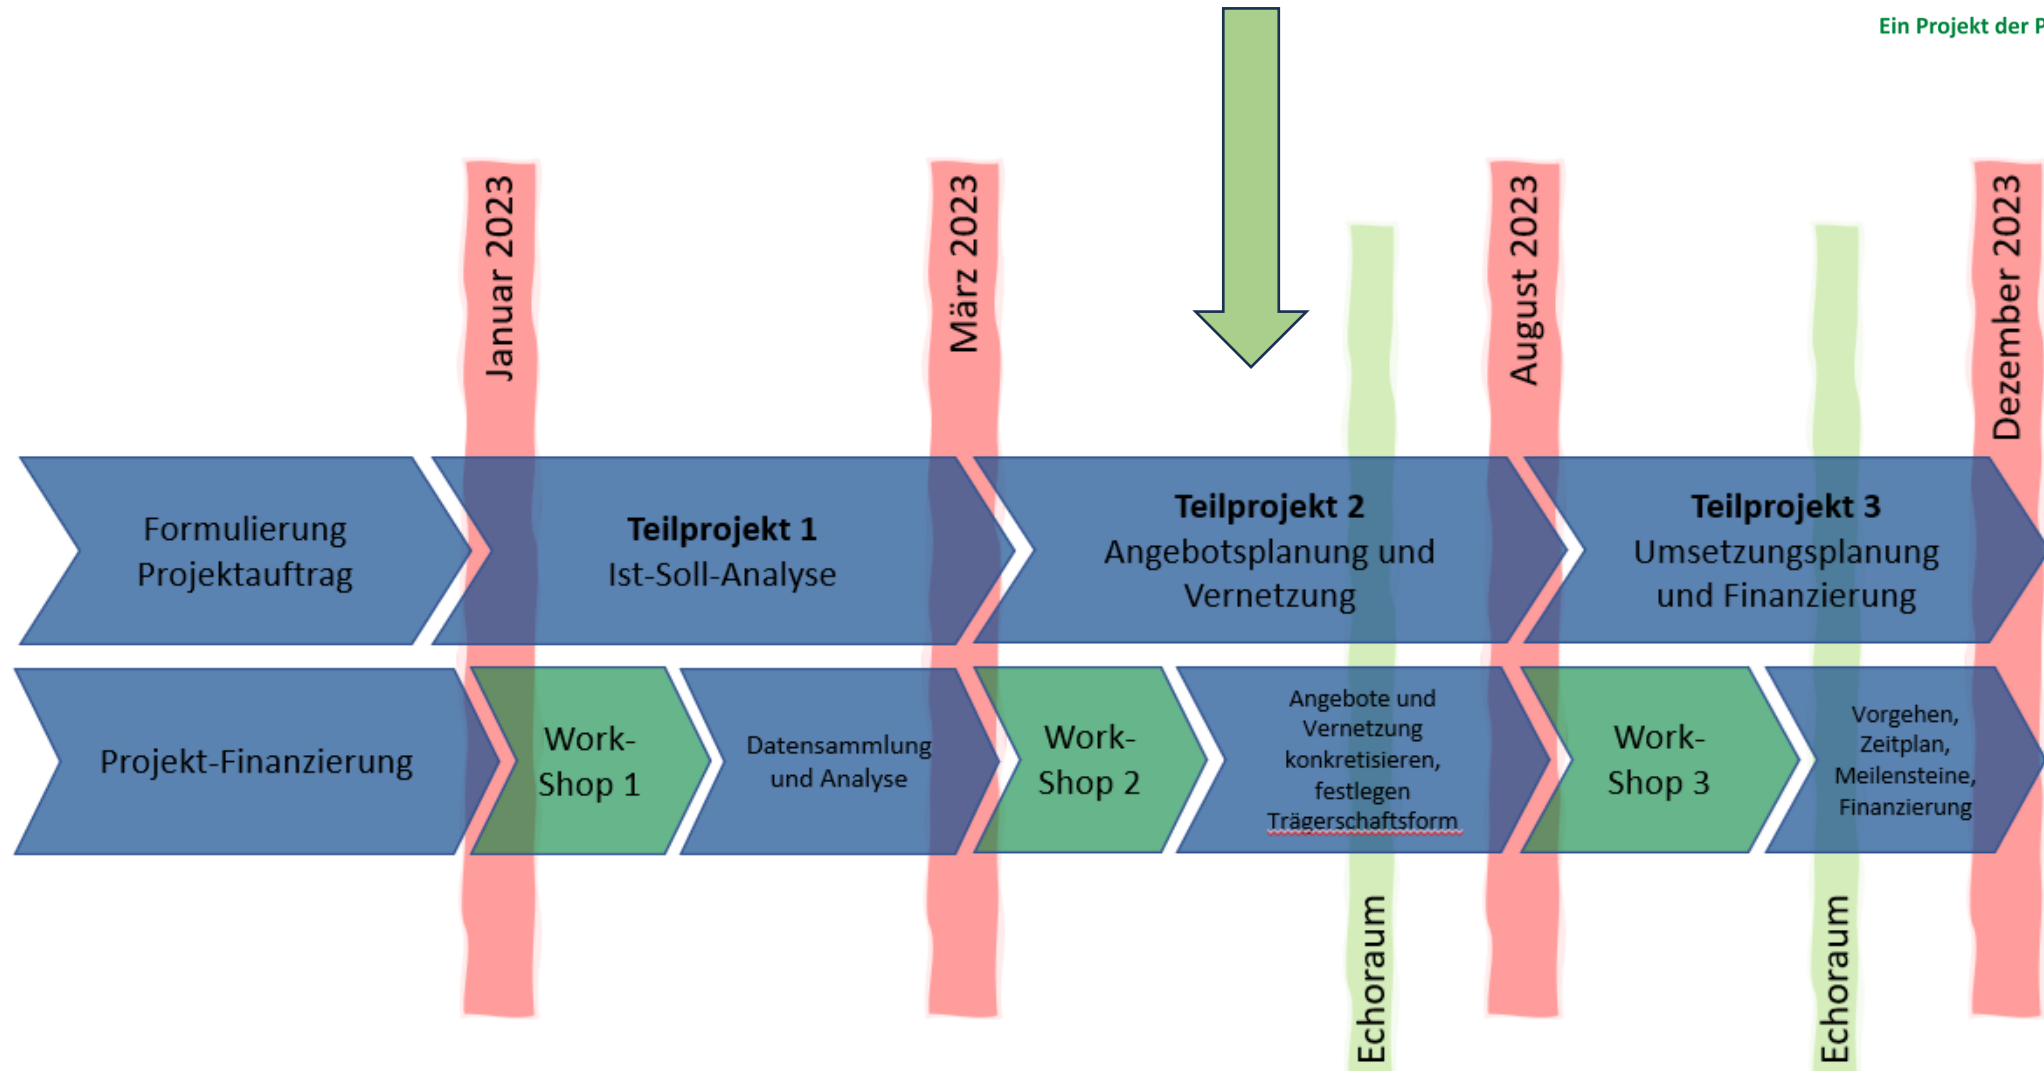 Ein Projekt der P
Januar 2023
März 2023
August 2023
Dezember 2023
Formulierung
Projektauftrag
Teilprojekt 1
Ist-Soll-Analyse
Teilprojekt 2
Angebotsplanung und
Vernetzung
Teilprojekt 3
Umsetzungsplanung
und Finanzierung
Projekt-Finanzierung
Work-
Shop 1
Datensammlung
und Analyse
Work-
Shop 2
Angebote und
Vernetzung
konkretisieren,
festlegen
Trägerschaftsform
Work-
Shop 3
Vorgehen,
Zeitplan,
Meilensteine,
Finanzierung
Echoraum
Echoraum